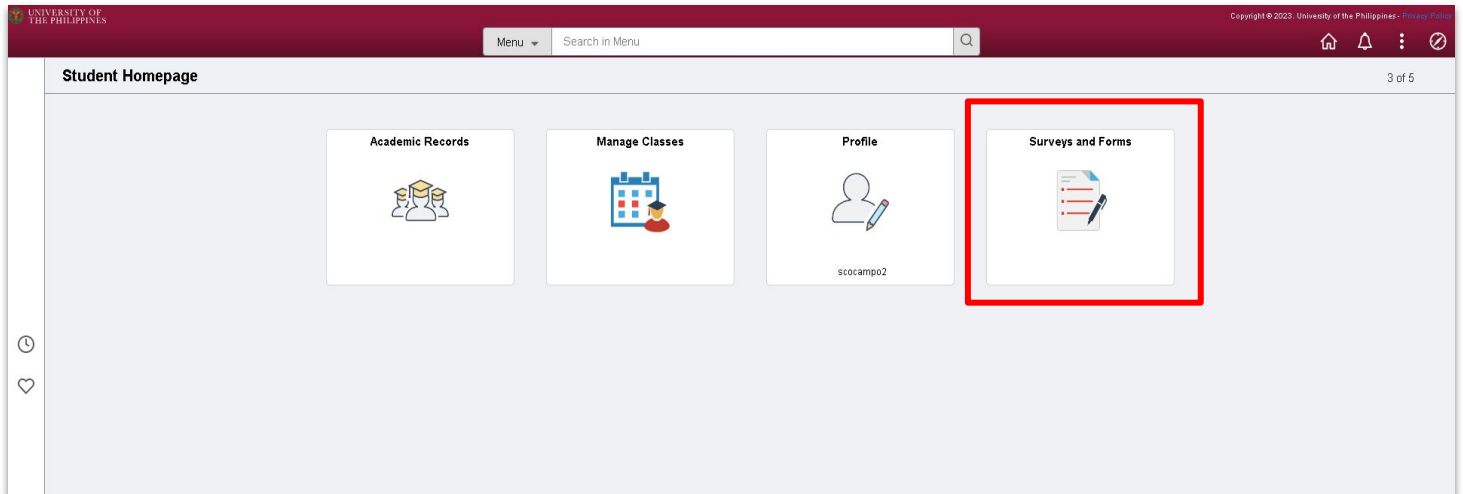 UNIVERSITY OF
THE PHILIPPINES
Copyright © 2023. University of the Philippines - Privacy Policy
Menu
Search in Menu
Student Homepage
3 of 5
Academic Records
Manage Classes
Profile
Surveys and Forms
scocampo2